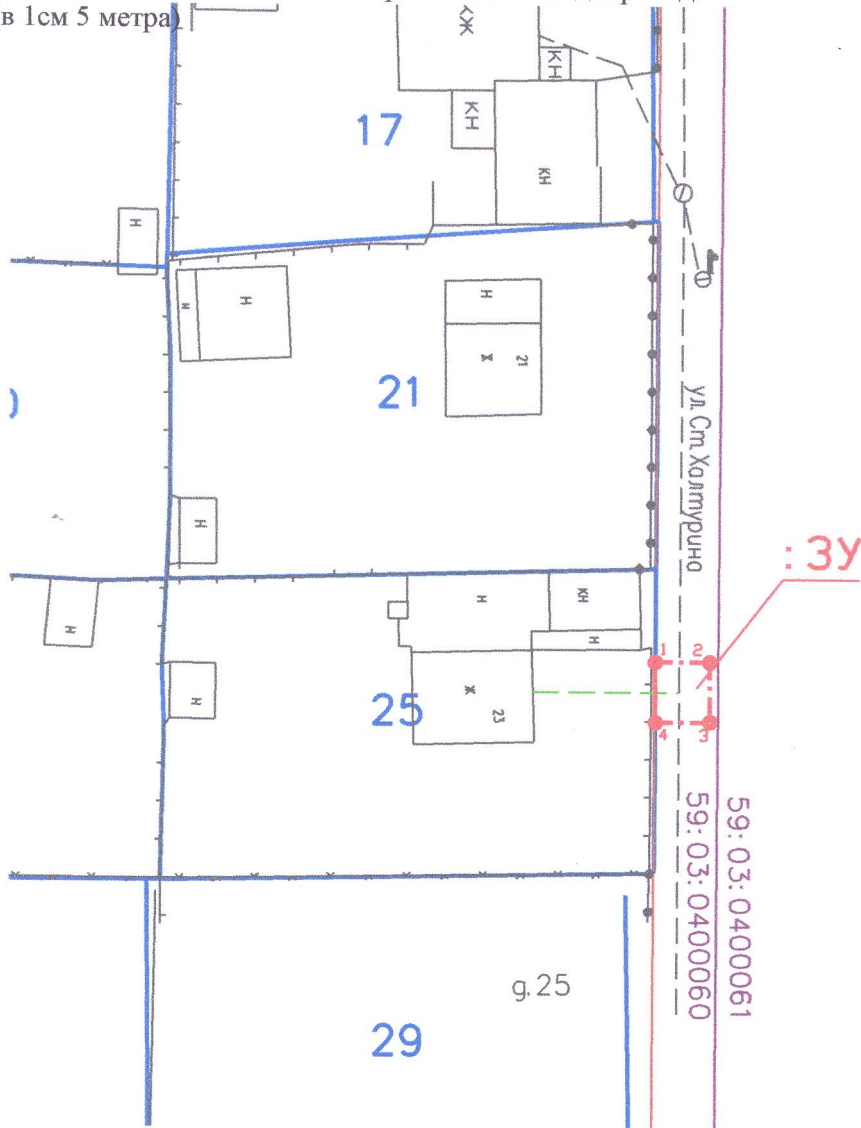 в 1см 5 метра)
КЖ
КН
КН
17
КН
Н
Н
Н
Н
21
Ж
21
)
ул.Ст.Халтурина
:ЗУ
Н
Н
КН
Н
Н
1
2
Н
25
Ж
23
4
3
59:03:0400061
59:03:0400060
д.25
29